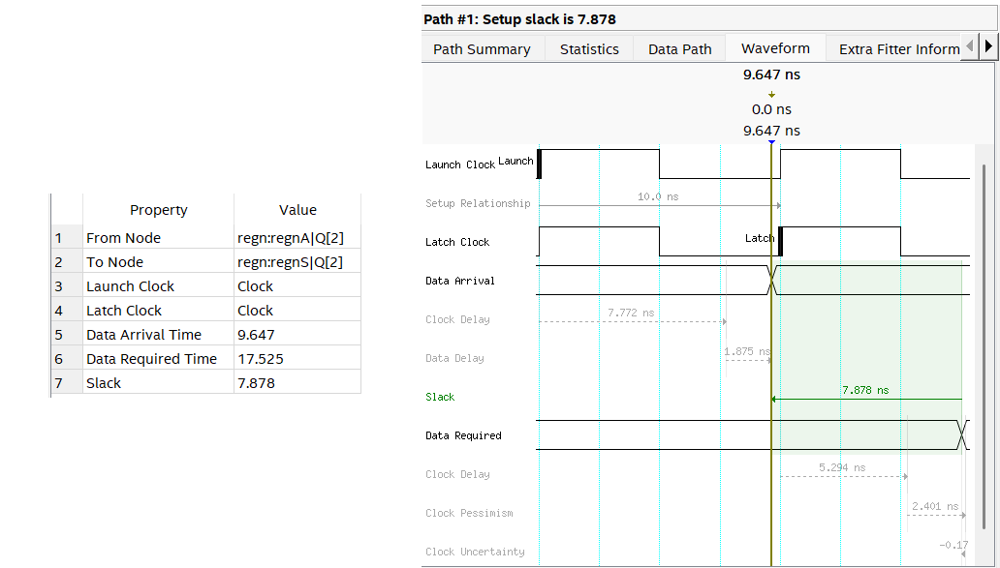 Property Value
1 From Node regn:regnA|Q[2]
2 To Node regn:regnS|Q[2]
3 Launch Clock Clock
4 Latch Clock Clock
5 Data Arrival Time 9.647
6 Data Required Time 17.525
7 Slack 7.878
Path #1: Setup slack is 7.878
Path Summary Statistics Data Path Waveform Extra Fitter Inform
9.647 ns
0.0 ns
9.647 ns
Launch Clock Launch
Setup Relationship 10.0 ns
Latch Clock Latch
Data Arrival
Clock Delay 7.772 ns
Data Delay 1.875 ns
Slack 7.878 ns
Data Required
Clock Delay 5.294 ns
Clock Pessimism 2.401 ns
Clock Uncertainty -0.17